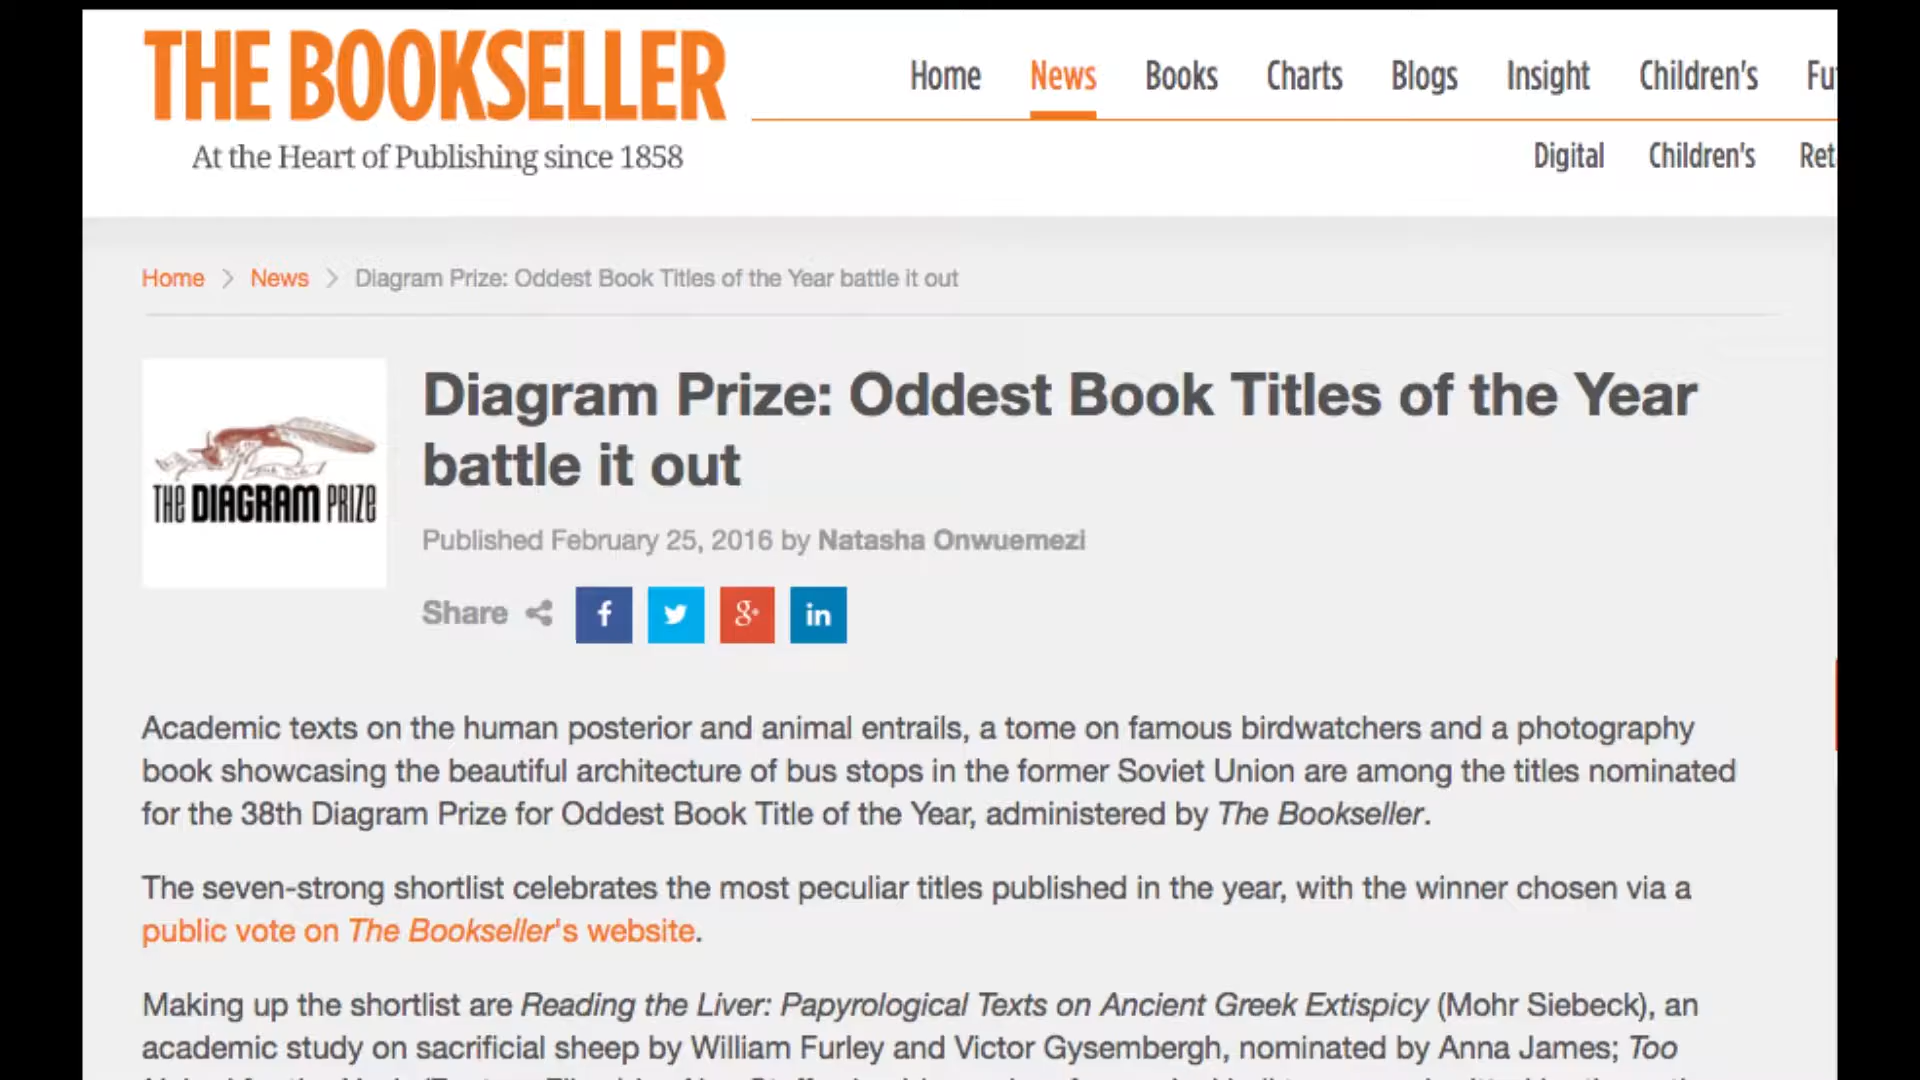 THE BOOKSELLER
At the Heart of Publishing since 1858
Home News Books Charts Blogs Insight Children's Fu
Digital Children's Ret
Home > News > Diagram Prize: Oddest Book Titles of the Year battle it out
THE DIAGRAM PRIZE
Diagram Prize: Oddest Book Titles of the Year
battle it out
Published February 25, 2016 by Natasha Onwuemezi
Share f g+ in
Academic texts on the human posterior and animal entrails, a tome on famous birdwatchers and a photography
book showcasing the beautiful architecture of bus stops in the former Soviet Union are among the titles nominated
for the 38th Diagram Prize for Oddest Book Title of the Year, administered by The Bookseller.
The seven-strong shortlist celebrates the most peculiar titles published in the year, with the winner chosen via a
public vote on The Bookseller's website.
Making up the shortlist are Reading the Liver: Papyrological Texts on Ancient Greek Extispicy (Mohr Siebeck), an
academic study on sacrificial sheep by William Furley and Victor Gysembergh, nominated by Anna James; Too